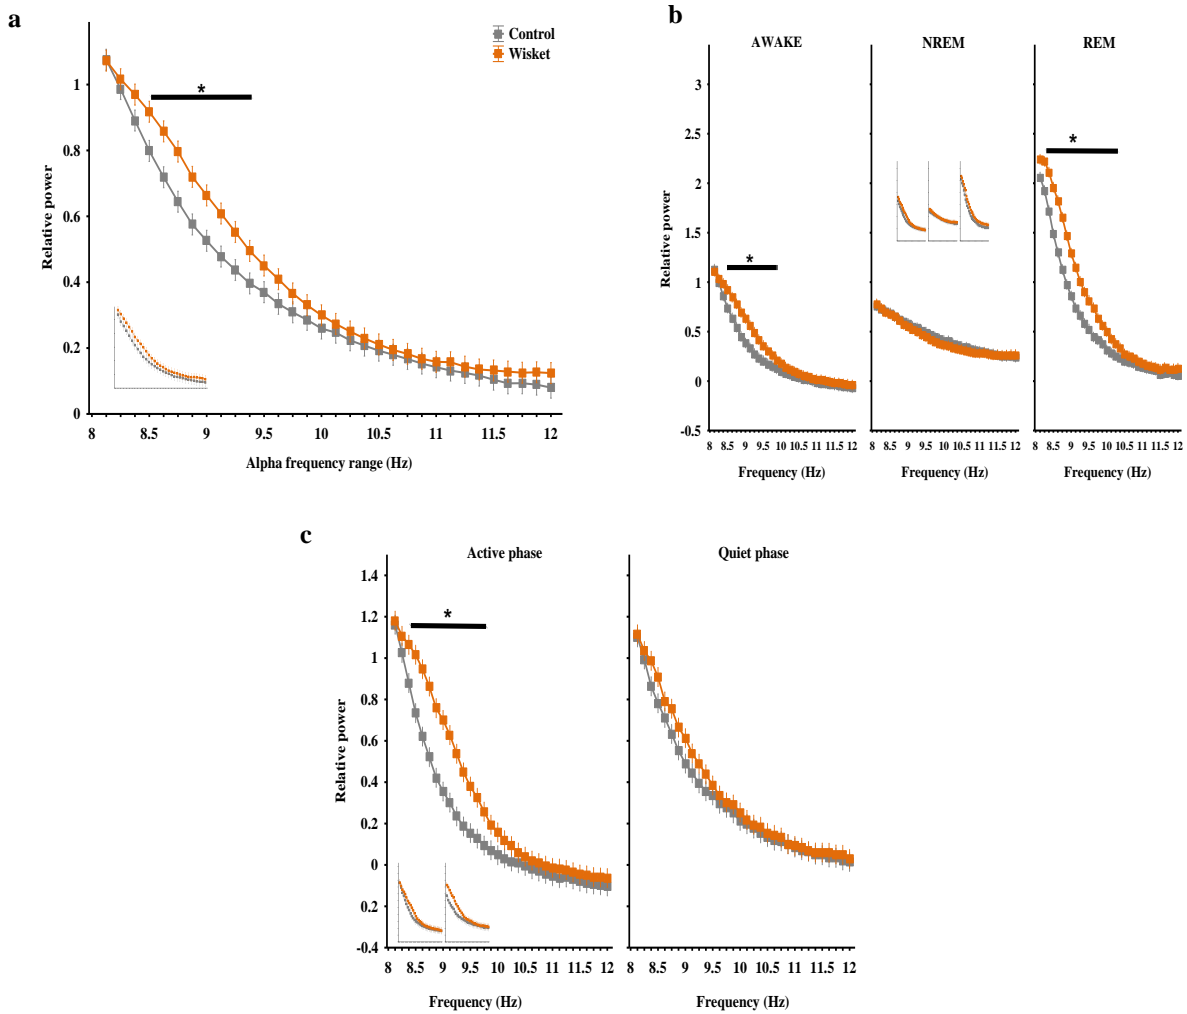 a
Control
Wisket
*
1
0.8
0.6
0.4
0.2
0
Relative power
8 8.5 9 9.5 10 10.5 11 11.5 12
Alpha frequency range (Hz)
b
AWAKE NREM REM
3
2.5
2
1.5
1
0.5
0
-0.5
Relative power
* *
8 8.5 9 9.5 10 10.5 11 11.5 12
8 8.5 9 9.5 10 10.5 11 11.5 12
8 8.5 9 9.5 10 10.5 11 11.5 12
Frequency (Hz) Frequency (Hz) Frequency (Hz)
c
Active phase Quiet phase
1.4
1.2
1
0.8
0.6
0.4
0.2
0
-0.2
-0.4
Relative power
*
8 8.5 9 9.5 10 10.5 11 11.5 12
8 8.5 9 9.5 10 10.5 11 11.5 12
Frequency (Hz) Frequency (Hz)